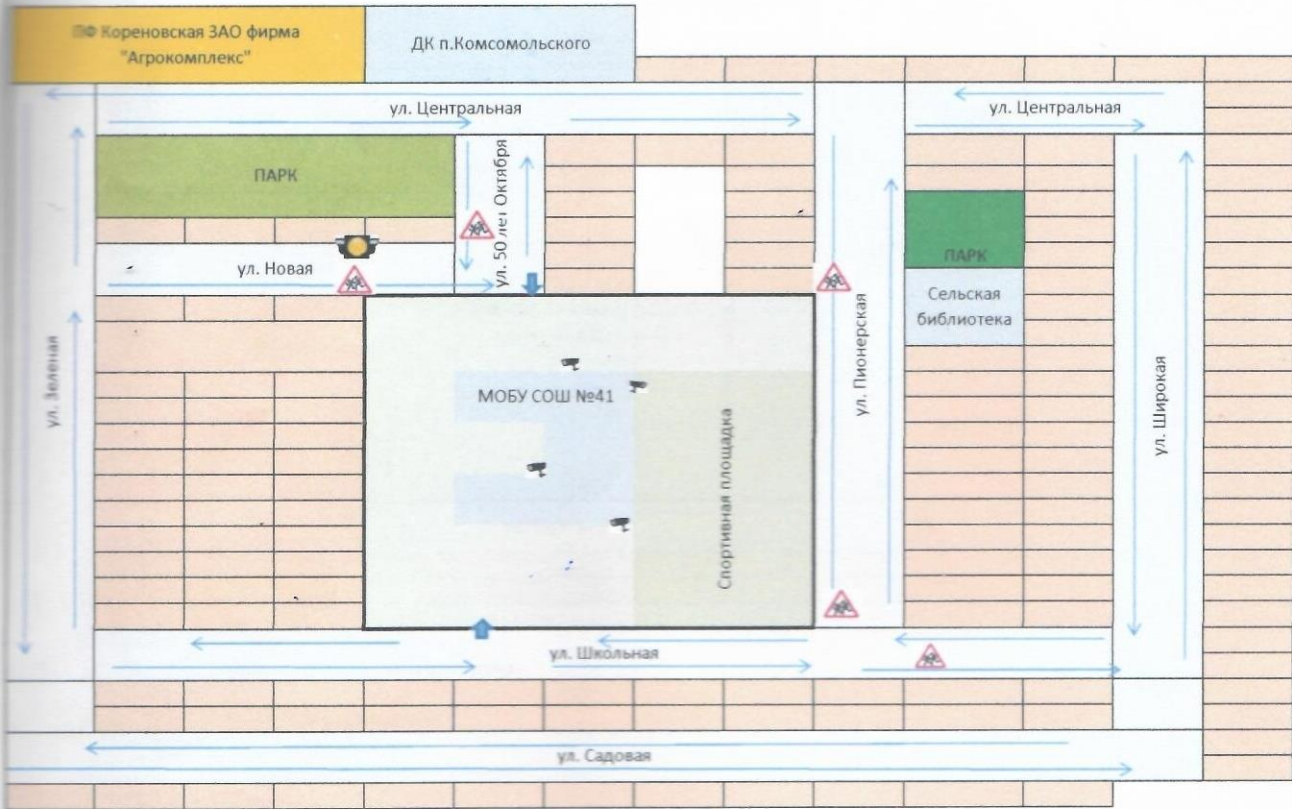 ПФ Кореновская ЗАО фирма
"Агрокомплекс"
ДК п.Комсомольского
ул. Центральная
ул. Центральная
ПАРК
ул. 50 лет Октября
ул. Новая
ПАРК
Сельская
библиотека
ул. Зеленая
МОБУ СОШ №41
Спортивная площадка
ул. Пионерская
ул. Широкая
ул. Школьная
ул. Садовая